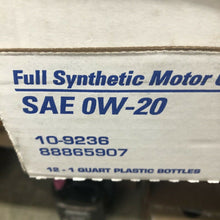 Full Synthetic Motor
SAE 0W-20
10-9236
88865907
12 - 1 QUART PLASTIC BOTTLES